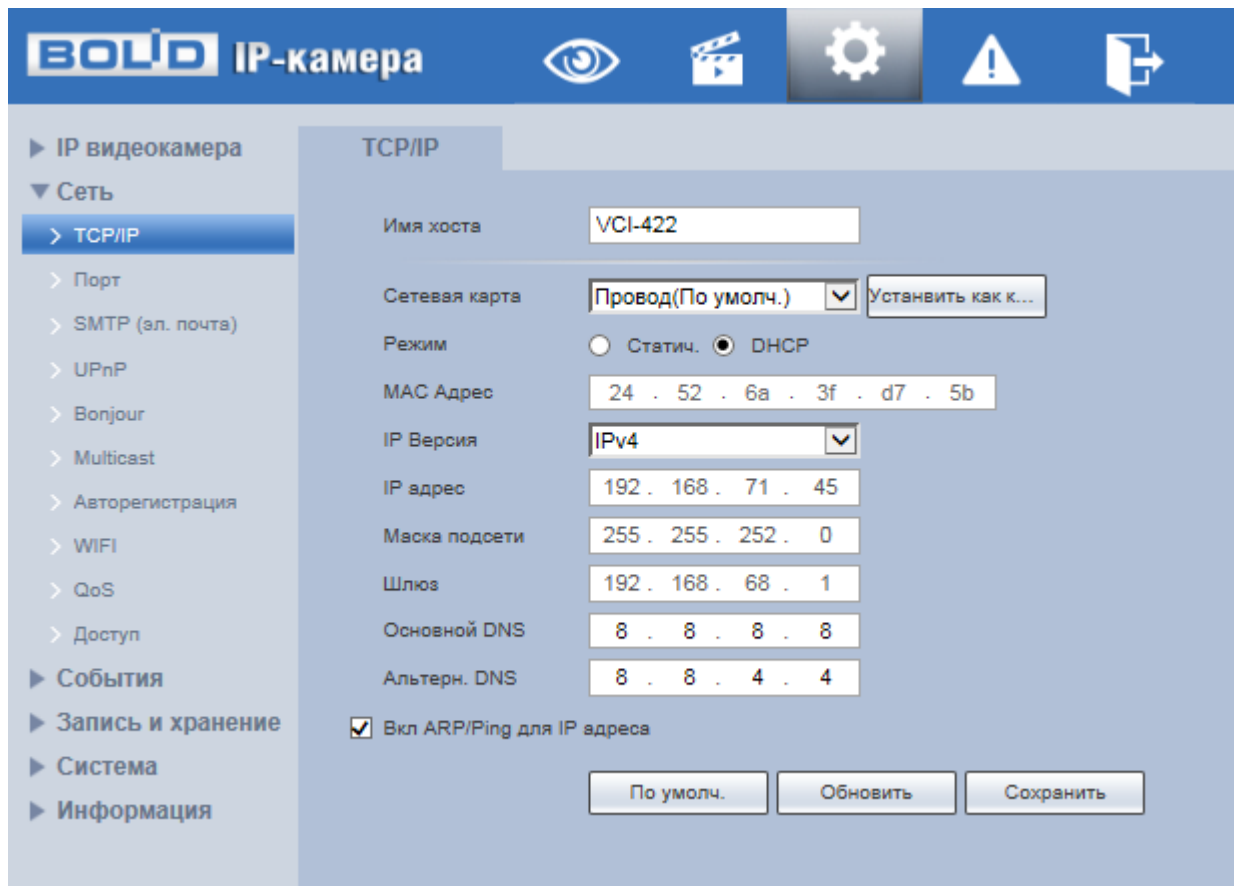 BOLID IP-камера
IP видеокамера
Сеть
TCP/IP
Порт
SMTP (эл. почта)
UPnP
Bonjour
Multicast
Авторегистрация
WIFI
QoS
Доступ
События
Запись и хранение
Система
Информация
TCP/IP
Имя хоста VCI-422
Сетевая карта Провод(По умолч.) Устанвить как к...
Режим Статич. DHCP
MAC Адрес 24 . 52 . 6a . 3f . d7 . 5b
IP Версия IPv4
IP адрес 192 . 168 . 71 . 45
Маска подсети 255 . 255 . 252 . 0
Шлюз 192 . 168 . 68 . 1
Основной DNS 8 . 8 . 8 . 8
Альтерн. DNS 8 . 8 . 4 . 4
Вкл ARP/Ping для IP адреса
По умолч. Обновить Сохранить